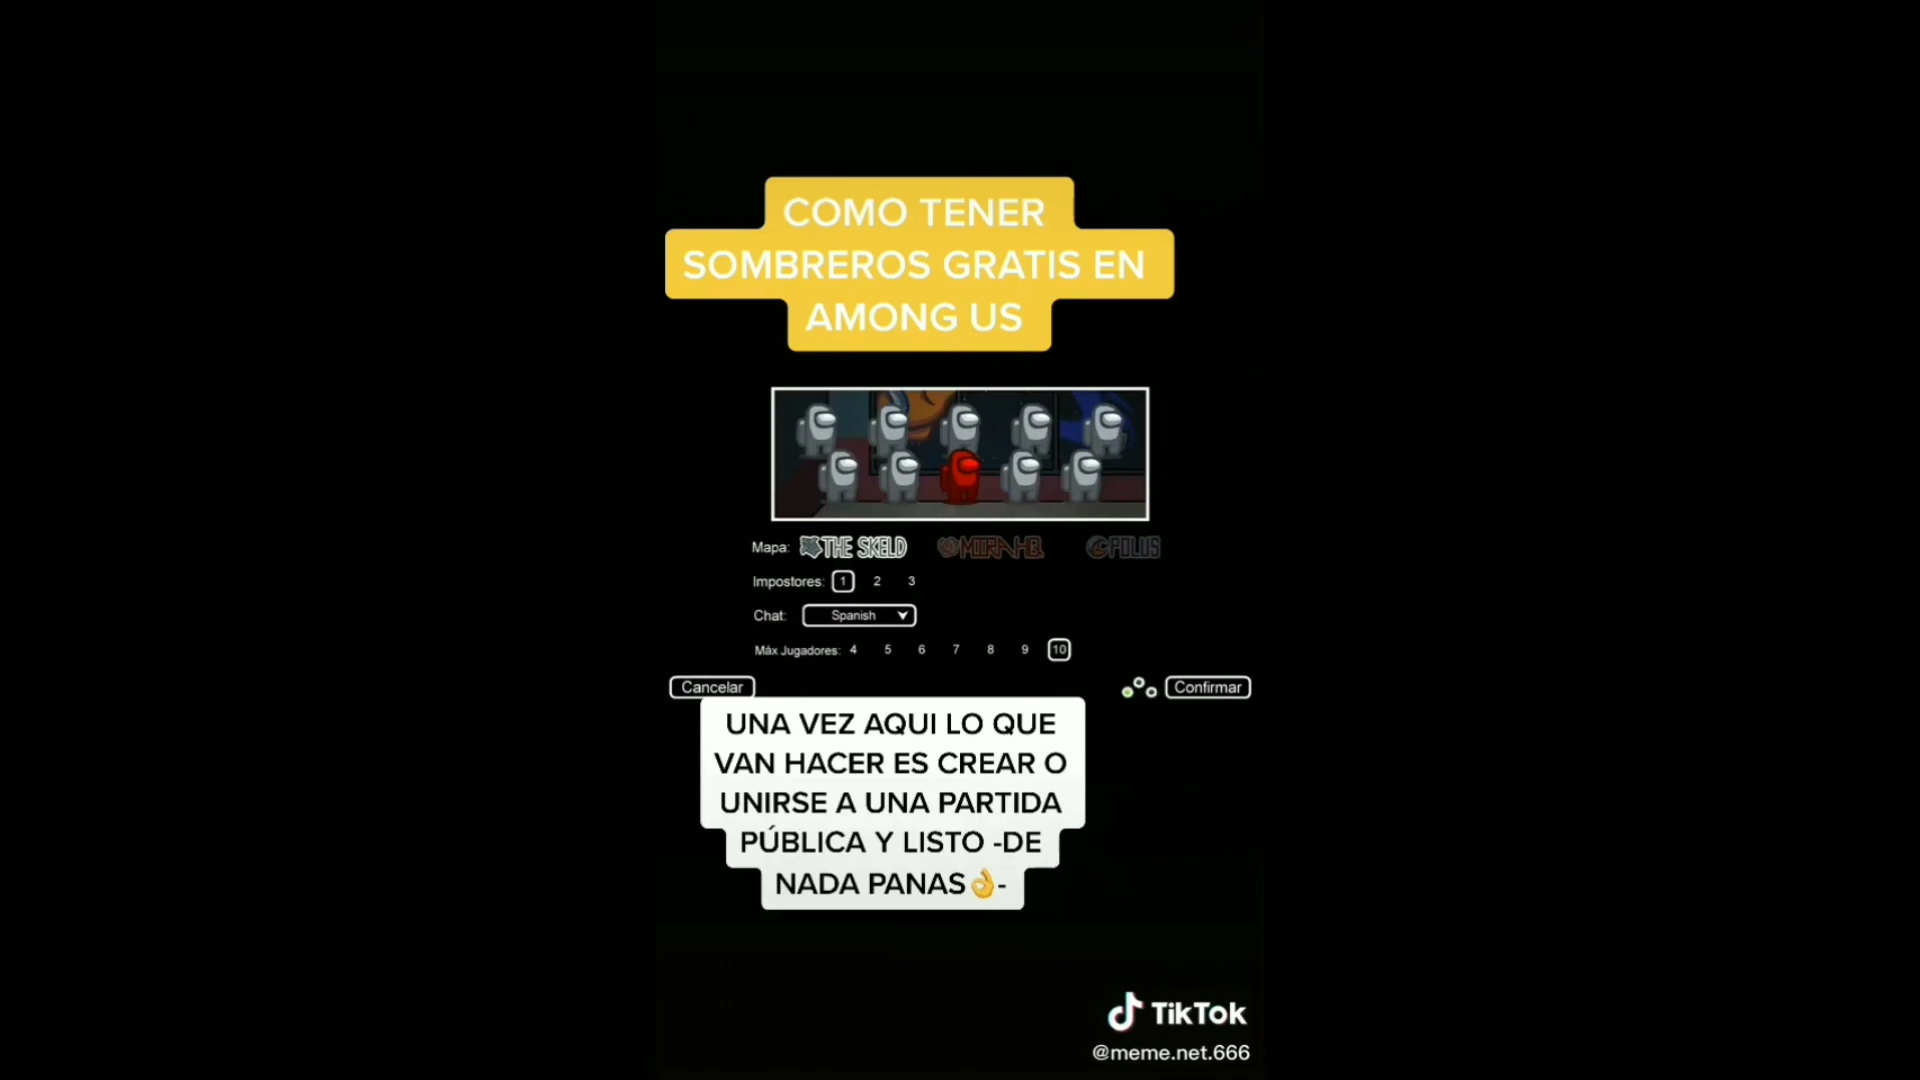 COMO TENER
SOMBREROS GRATIS EN
AMONG US
Mapa: THE SKELD MIRA HQ POLUS
Impostores: 1 2 3
Chat: Spanish
Máx Jugadores: 4 5 6 7 8 9 10
Cancelar Confirmar
UNA VEZ AQUI LO QUE
VAN HACER ES CREAR O
UNIRSE A UNA PARTIDA
PÚBLICA Y LISTO -DE
NADA PANAS👌-
TikTok
@meme.net.666